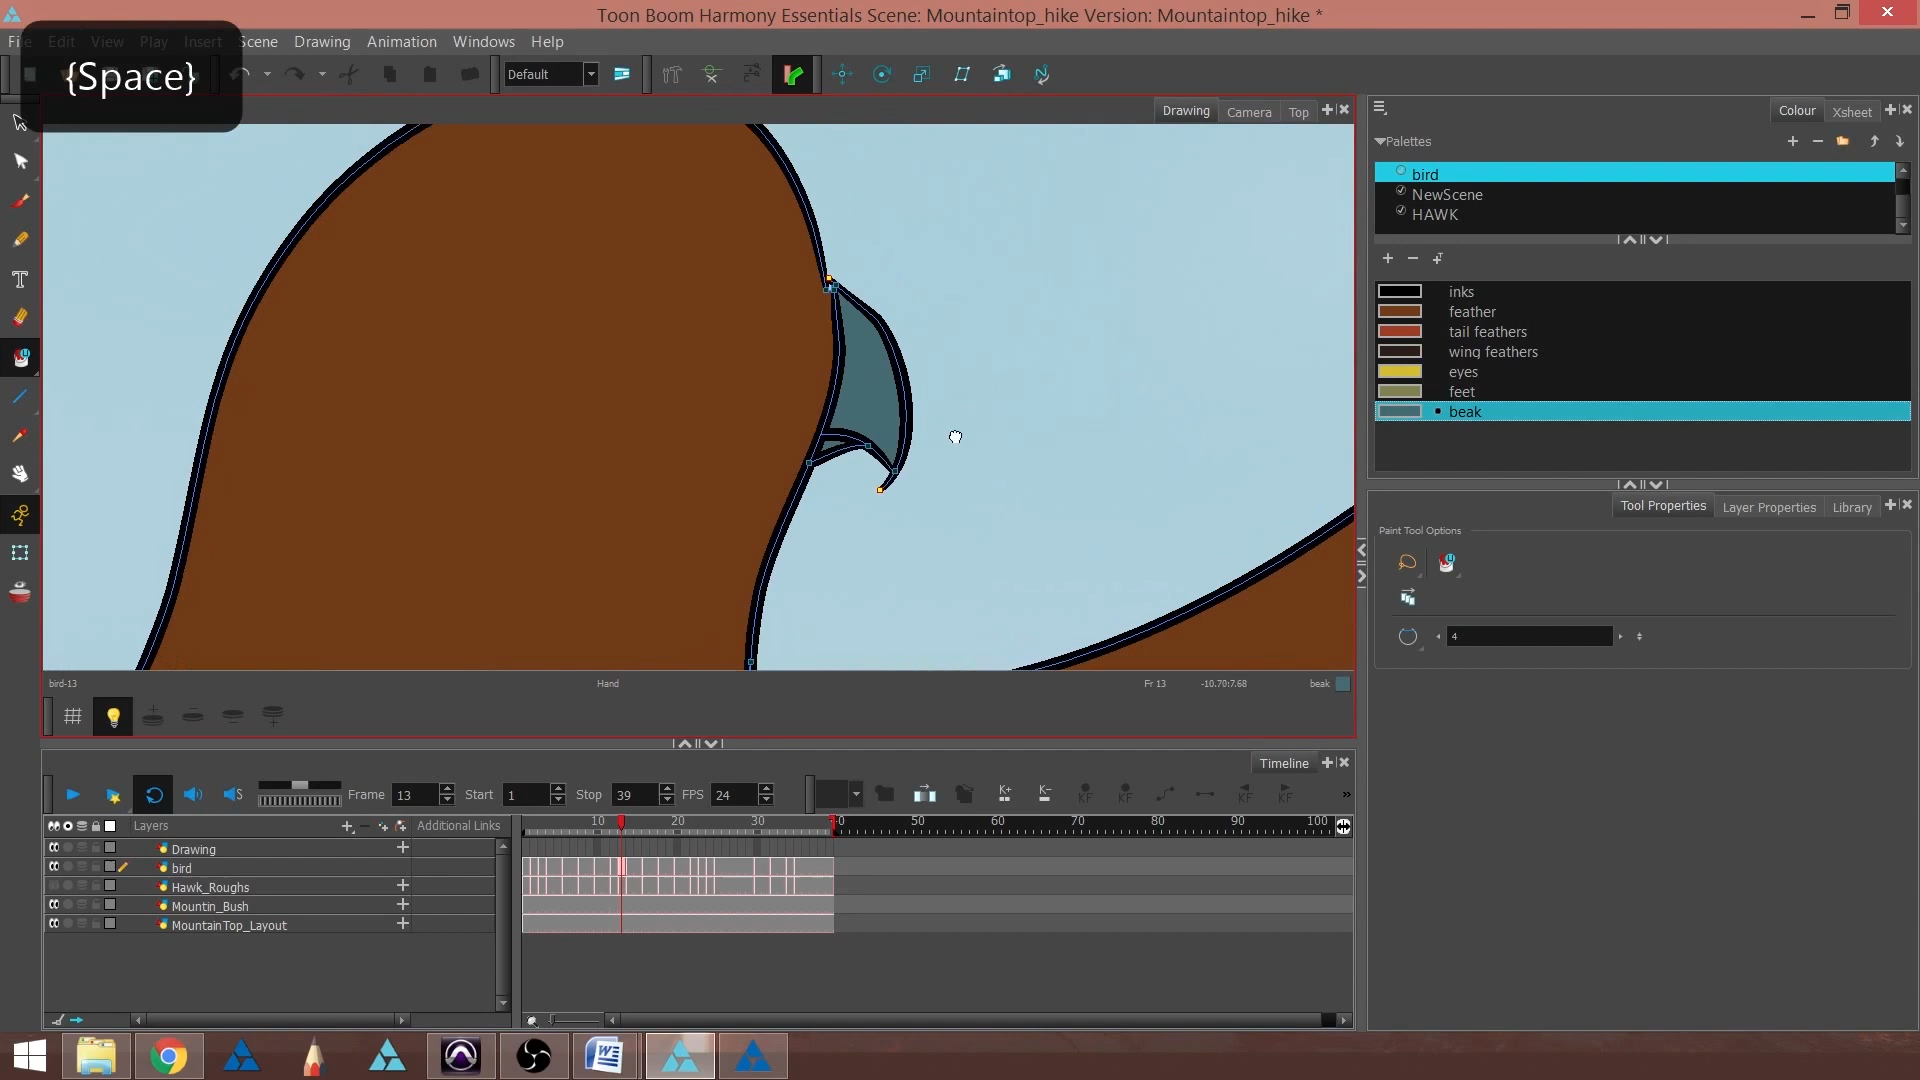 Toon Boom Harmony Essentials Scene: Mountaintop_hike Version: Mountaintop_hike *
File Edit View Play Insert Scene Drawing Animation Windows Help
{Space}
Default
Drawing Camera Top
Colour Xsheet
Palettes
bird
NewScene
HAWK
inks
feather
tail feathers
wing feathers
eyes
feet
beak
Tool Properties Layer Properties Library
Paint Tool Options
4
bird-13 Hand Fr 13 -10.70:7.68 beak
Timeline
Frame 13 Start 1 Stop 39 FPS 24
K+ K- KF KF KF KF
Layers Additional Links
10 20 30 40 50 60 70 80 90 100
Drawing
bird
Hawk_Roughs
Mountin_Bush
MountainTop_Layout